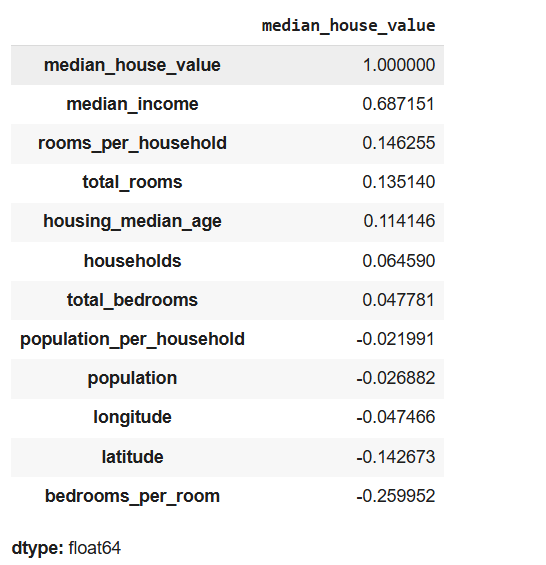 median_house_value
median_house_value 1.000000
median_income 0.687151
rooms_per_household 0.146255
total_rooms 0.135140
housing_median_age 0.114146
households 0.064590
total_bedrooms 0.047781
population_per_household -0.021991
population -0.026882
longitude -0.047466
latitude -0.142673
bedrooms_per_room -0.259952
dtype: float64